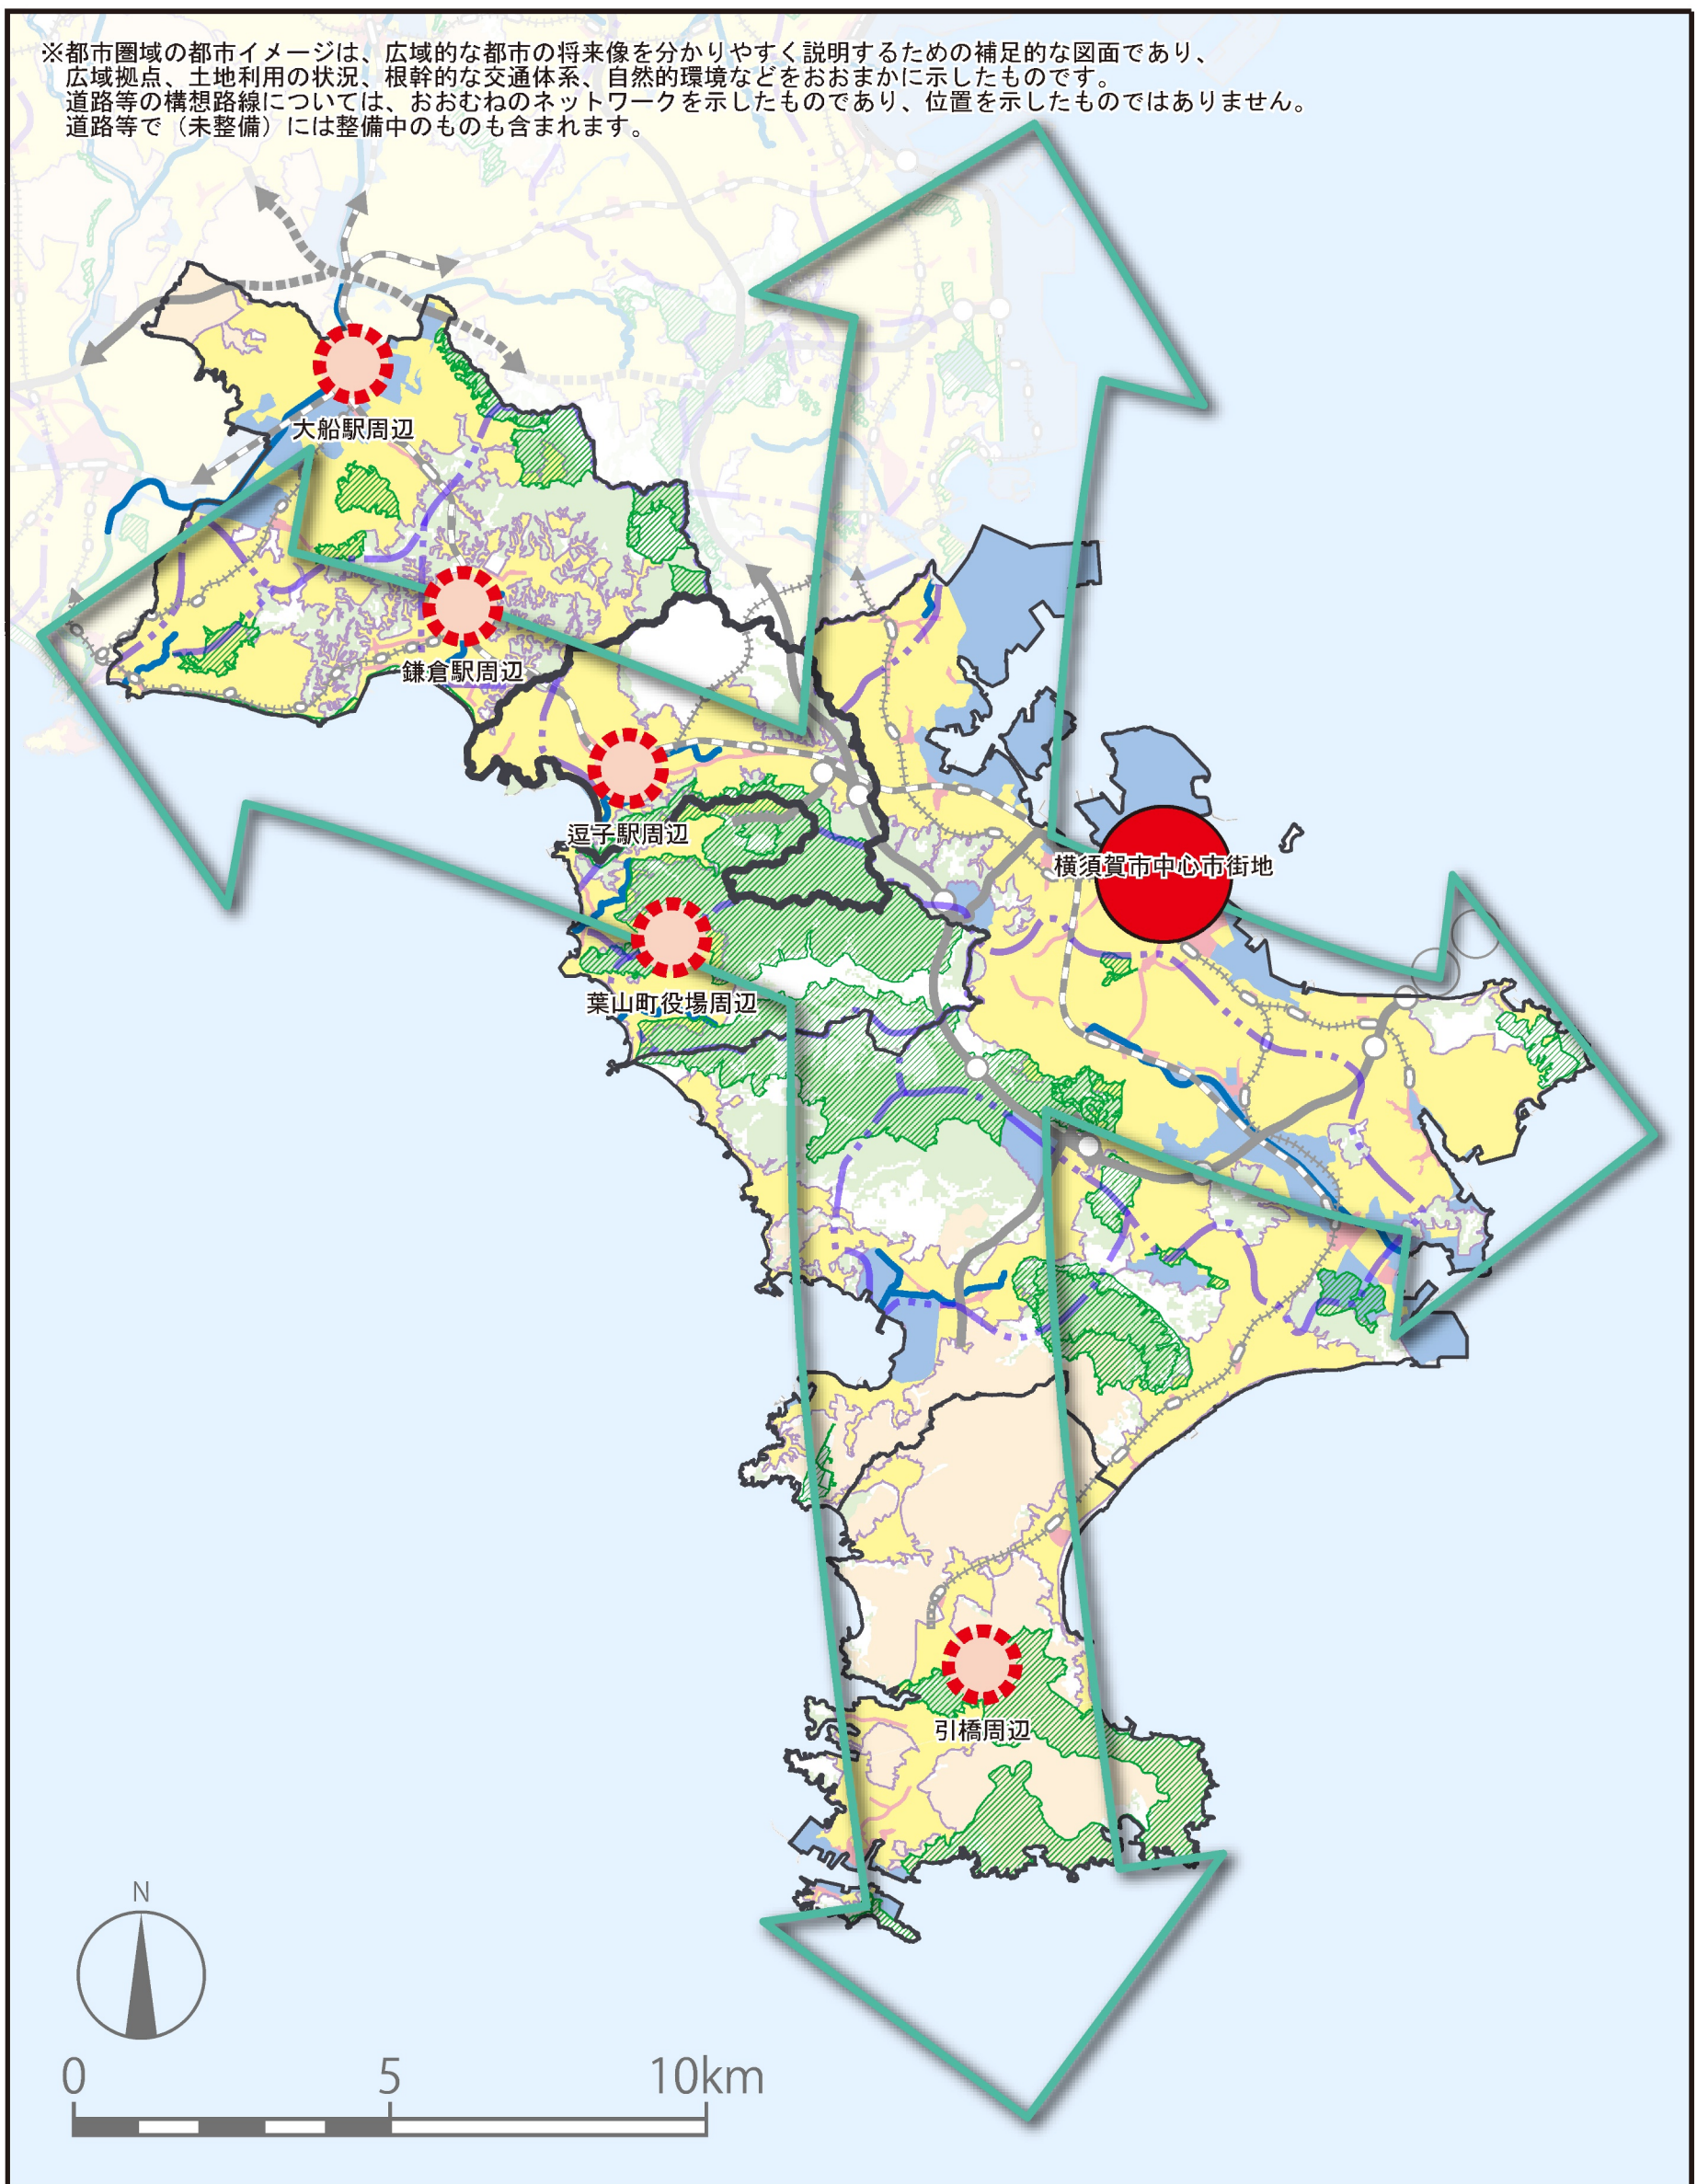 ※都市圏域の都市イメージは、広域的な都市の将来像を分かりやすく説明するための補足的な図面であり、
広域拠点、土地利用の状況、根幹的な交通体系、自然的環境などをおおまかに示したものです。
道路等の構想路線については、おおむねのネットワークを示したものであり、位置を示したものではありません。
道路等で（未整備）には整備中のものも含まれます。
大船駅周辺
鎌倉駅周辺
逗子駅周辺
横須賀市中心市街地
葉山町役場周辺
引橋周辺
N
0 5 10km